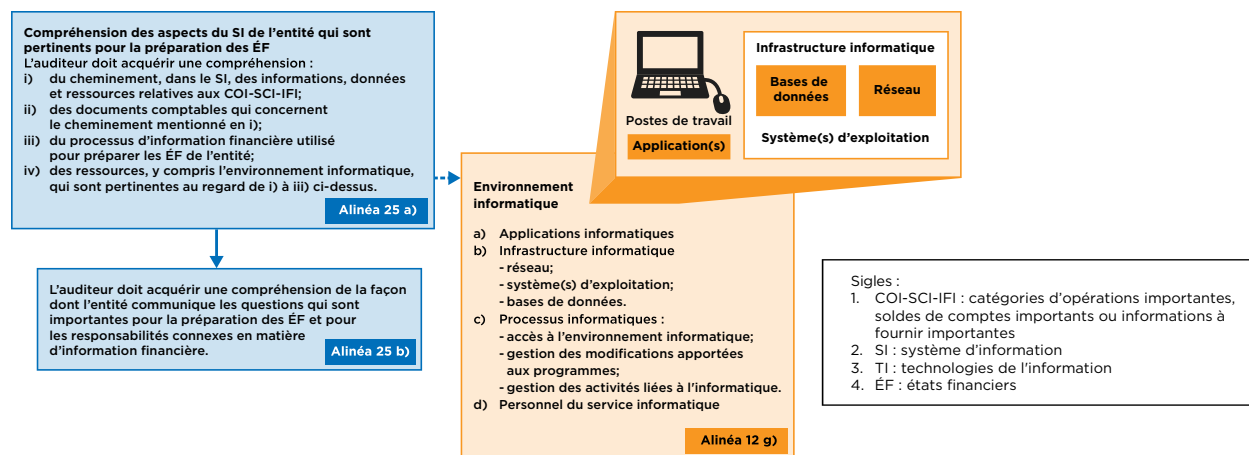 Compréhension des aspects du SI de l'entité qui sont
pertinents pour la préparation des ÉF
L'auditeur doit acquérir une compréhension :
i) du cheminement, dans le SI, des informations, données
et ressources relatives aux COI-SCI-IFI;
ii) des documents comptables qui concernent
le cheminement mentionné en i);
iii) du processus d'information financière utilisé
pour préparer les ÉF de l'entité;
iv) des ressources, y compris l'environnement informatique,
qui sont pertinentes au regard de i) à iii) ci-dessus.
Alinéa 25 a)
L'auditeur doit acquérir une compréhension de la façon
dont l'entité communique les questions qui sont
importantes pour la préparation des ÉF et pour
les responsabilités connexes en matière
d'information financière.
Alinéa 25 b)
Postes de travail
Application(s)
Infrastructure informatique
Bases de
données
Réseau
Système(s) d'exploitation
Environnement
informatique
a) Applications informatiques
b) Infrastructure informatique
- réseau;
- système(s) d'exploitation;
- bases de données.
c) Processus informatiques :
- accès à l'environnement informatique;
- gestion des modifications apportées
aux programmes;
- gestion des activités liées à l'informatique.
d) Personnel du service informatique
Alinéa 12 g)
Sigles :
1. COI-SCI-IFI : catégories d'opérations importantes,
soldes de comptes importants ou informations à
fournir importantes
2. SI : système d'information
3. TI : technologies de l'information
4. ÉF : états financiers